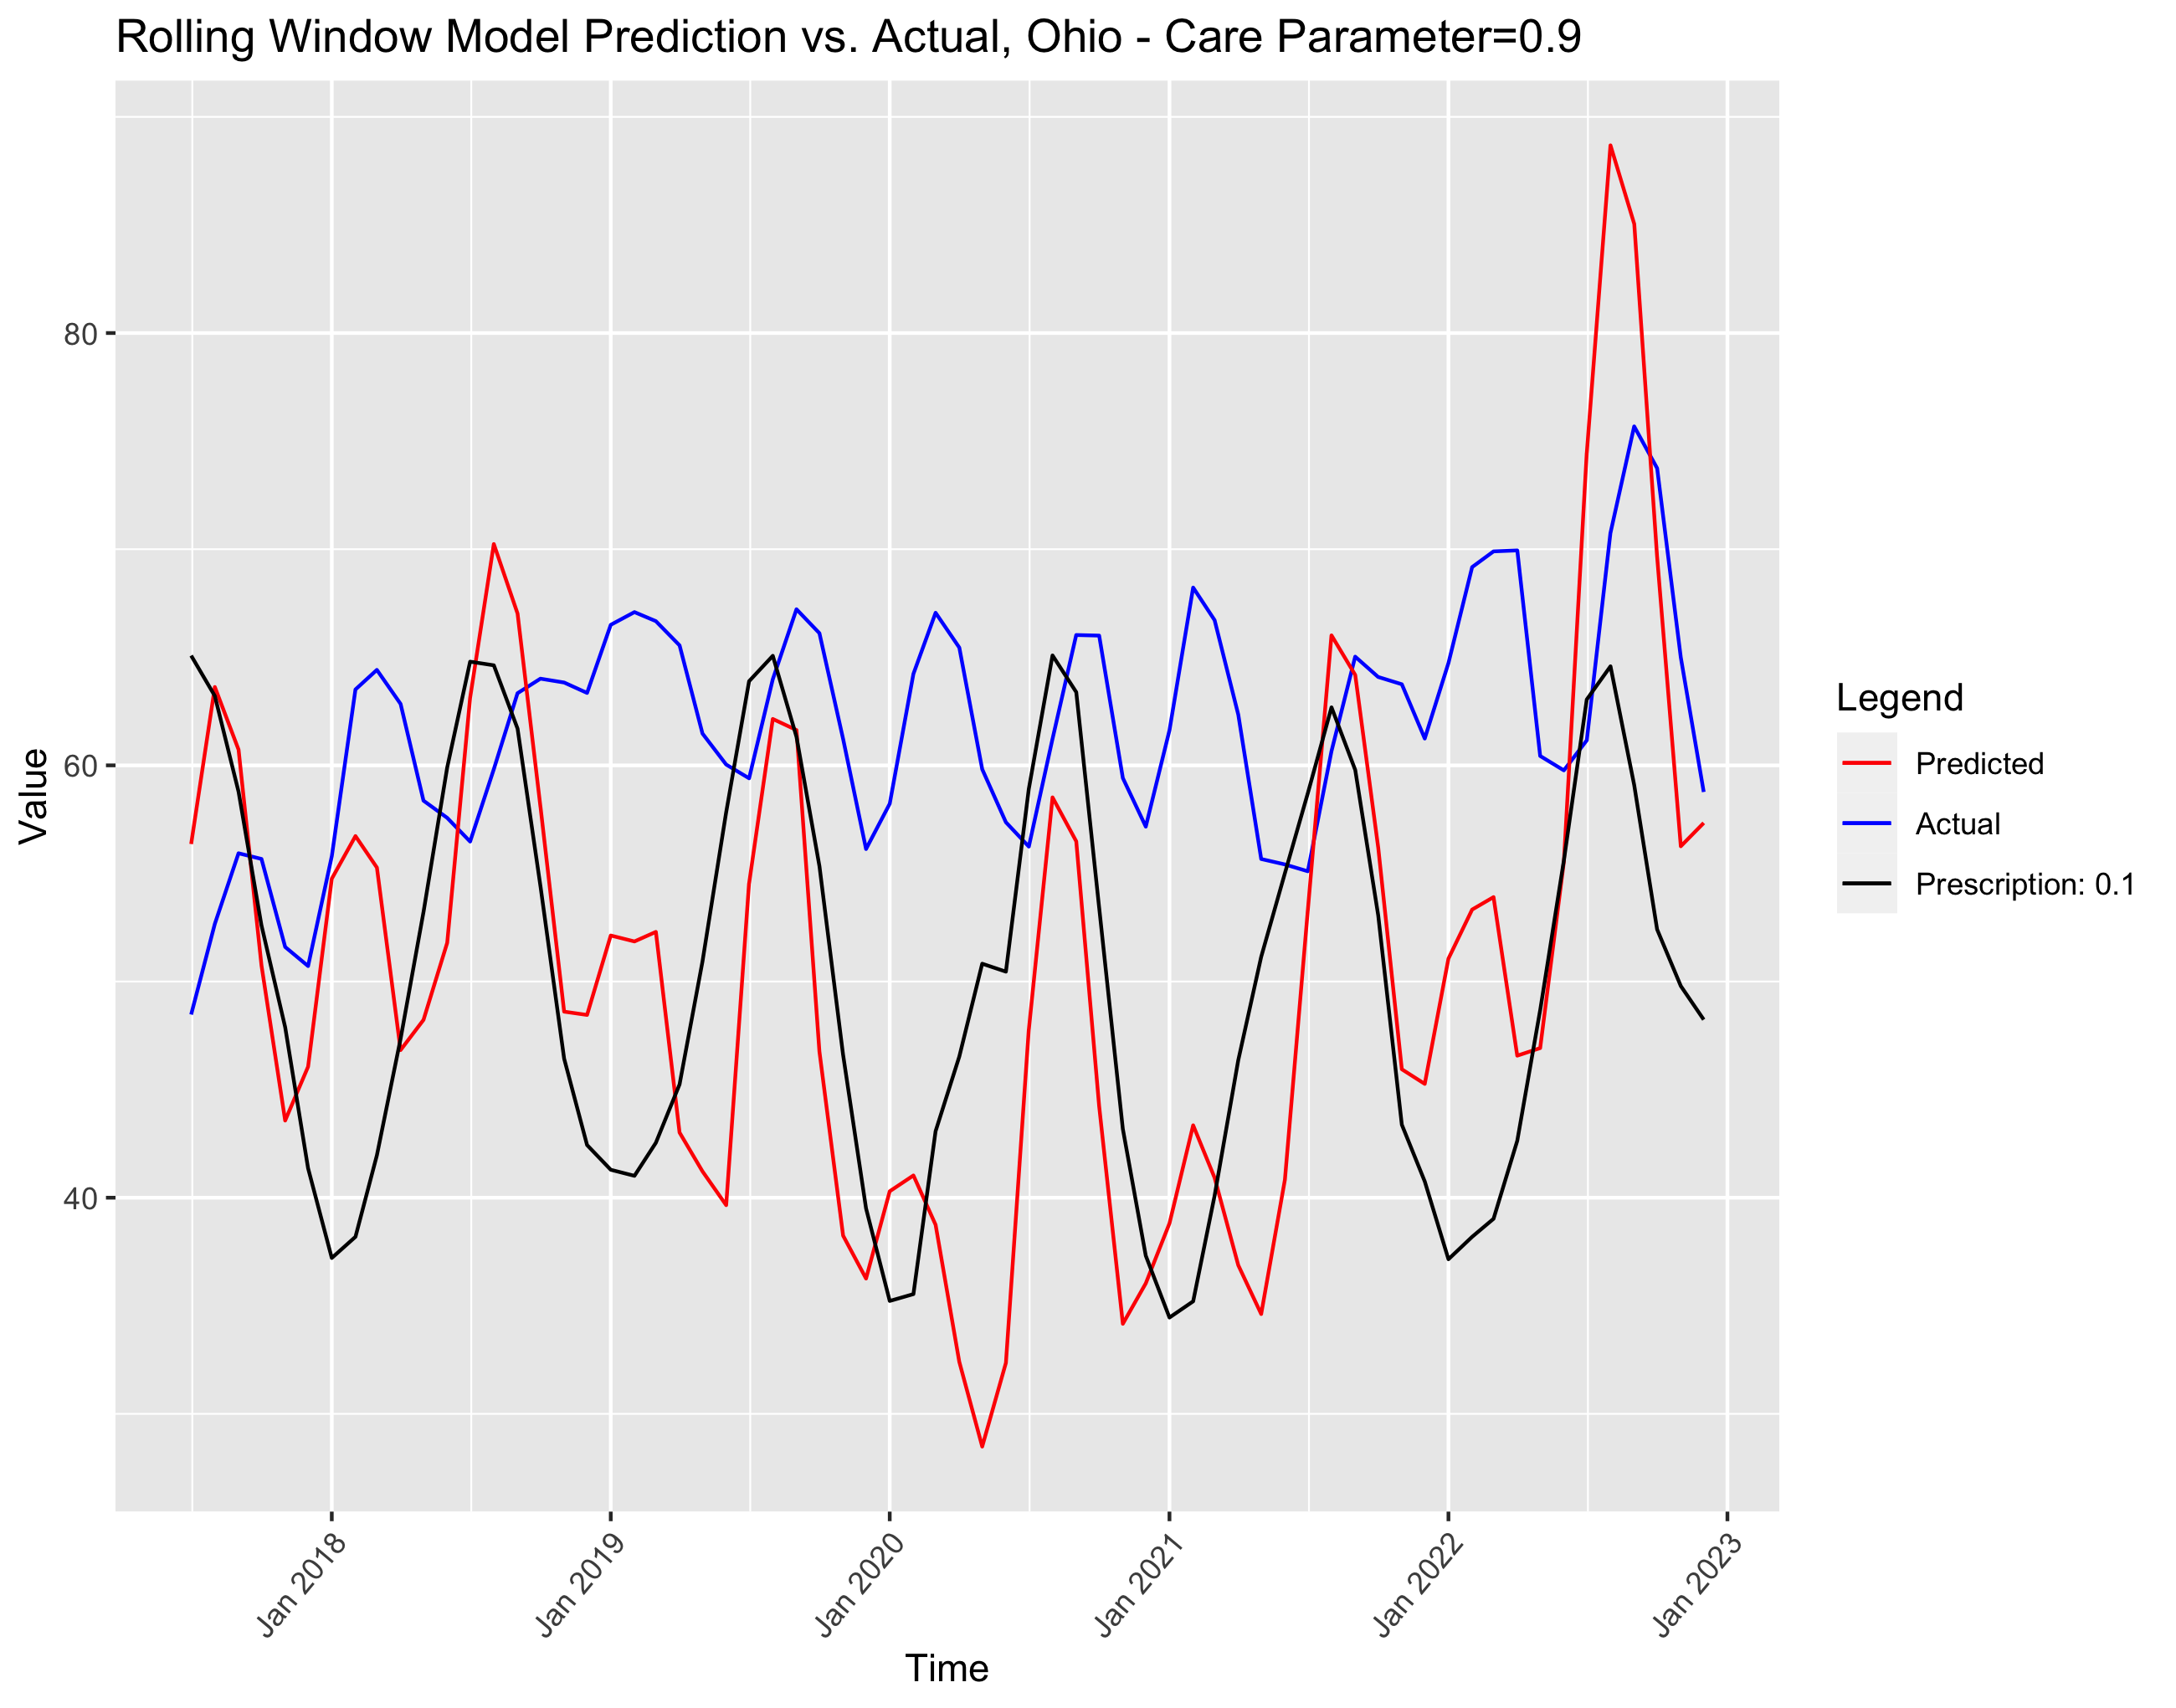 Rolling Window Model Prediction vs. Actual, Ohio - Care Parameter=0.9
Value
80
60
40
Jan 2018
Jan 2019
Jan 2020
Jan 2021
Jan 2022
Jan 2023
Time
Legend
Predicted
Actual
Prescription: 0.1